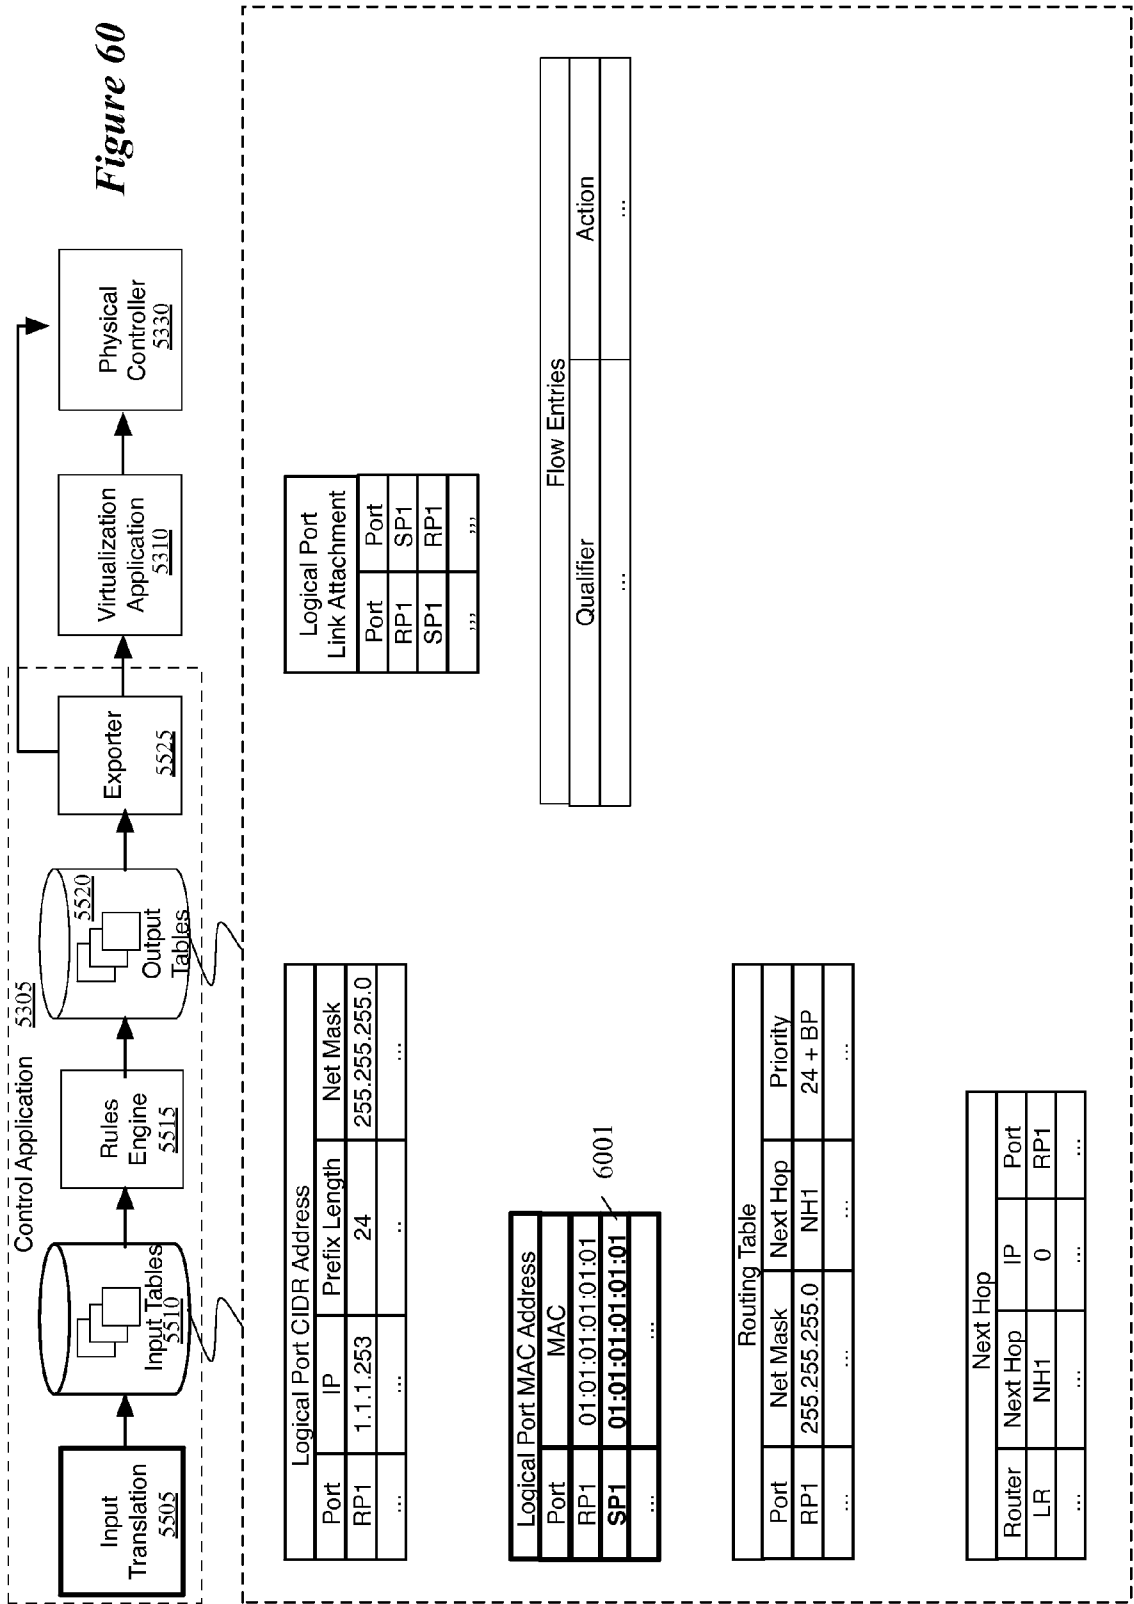 Figure 60
Control Application
5305
Input
Translation
5505
Input Tables
5510
Rules
Engine
5515
5520
Output
Tables
Exporter
5525
Virtualization
Application
5310
Physical
Controller
5330
Logical Port CIDR Address
Port IP Prefix Length Net Mask
RP1 1.1.1.253 24 255.255.255.0
... ... .. ...
Logical Port
Link Attachment
Port Port
RP1 SP1
SP1 RP1
,,, ,,,
Logical Port MAC Address
Port MAC
RP1 01:01:01:01:01:01
SP1 01:01:01:01:01:01
... ...
6001
Flow Entries
Qualifier Action
... ...
Routing Table
Port Net Mask Next Hop Priority
RP1 255.255.255.0 NH1 24 + BP
... ... ... ...
Next Hop
Router Next Hop IP Port
LR NH1 0 RP1
... ... ... ...